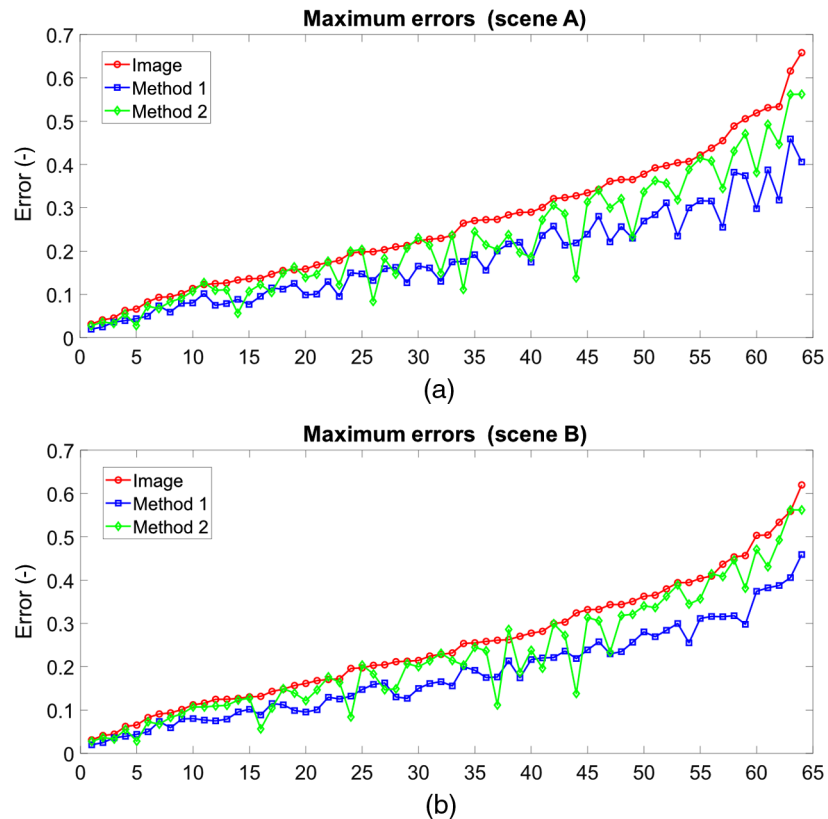 Maximum errors (scene A)
0.7
0.6
0.5
0.4
0.3
0.2
0.1
0
Error (-)
Image
Method 1
Method 2
0 5 10 15 20 25 30 35 40 45 50 55 60 65
(a)
Maximum errors (scene B)
0.7
0.6
0.5
0.4
0.3
0.2
0.1
0
Error (-)
Image
Method 1
Method 2
0 5 10 15 20 25 30 35 40 45 50 55 60 65
(b)